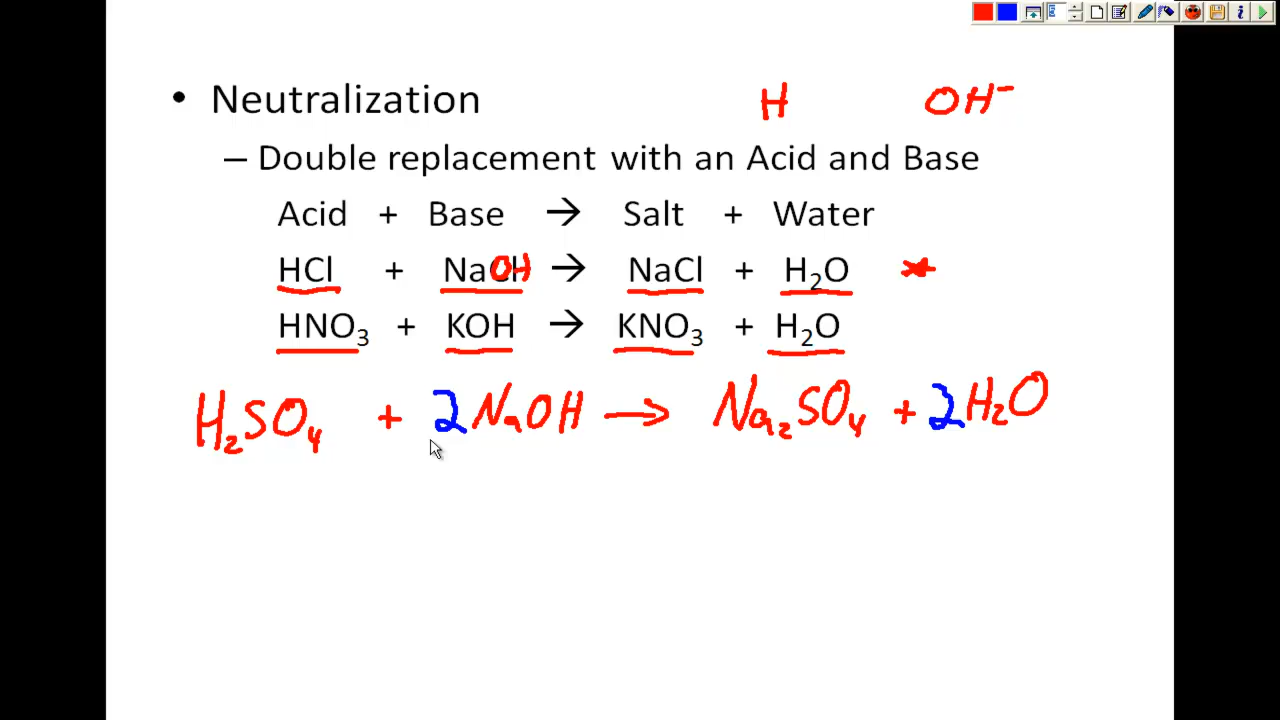 • Neutralization H OH⁻
– Double replacement with an Acid and Base
Acid + Base → Salt + Water
HCl + NaOH → NaCl + H₂O *
HNO₃ + KOH → KNO₃ + H₂O
H₂SO₄ + 2NaOH → Na₂SO₄ + 2H₂O